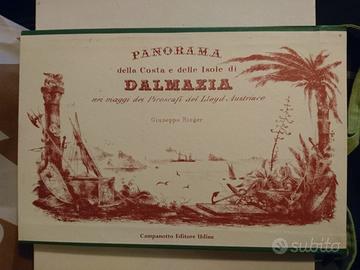 PANORAMA
della Costa e delle Isole di
DALMAZIA
nei viaggi dei Piroscafi del Lloyd Austriaco
Giuseppe Rieger
Campanotto Editore Udine
subito